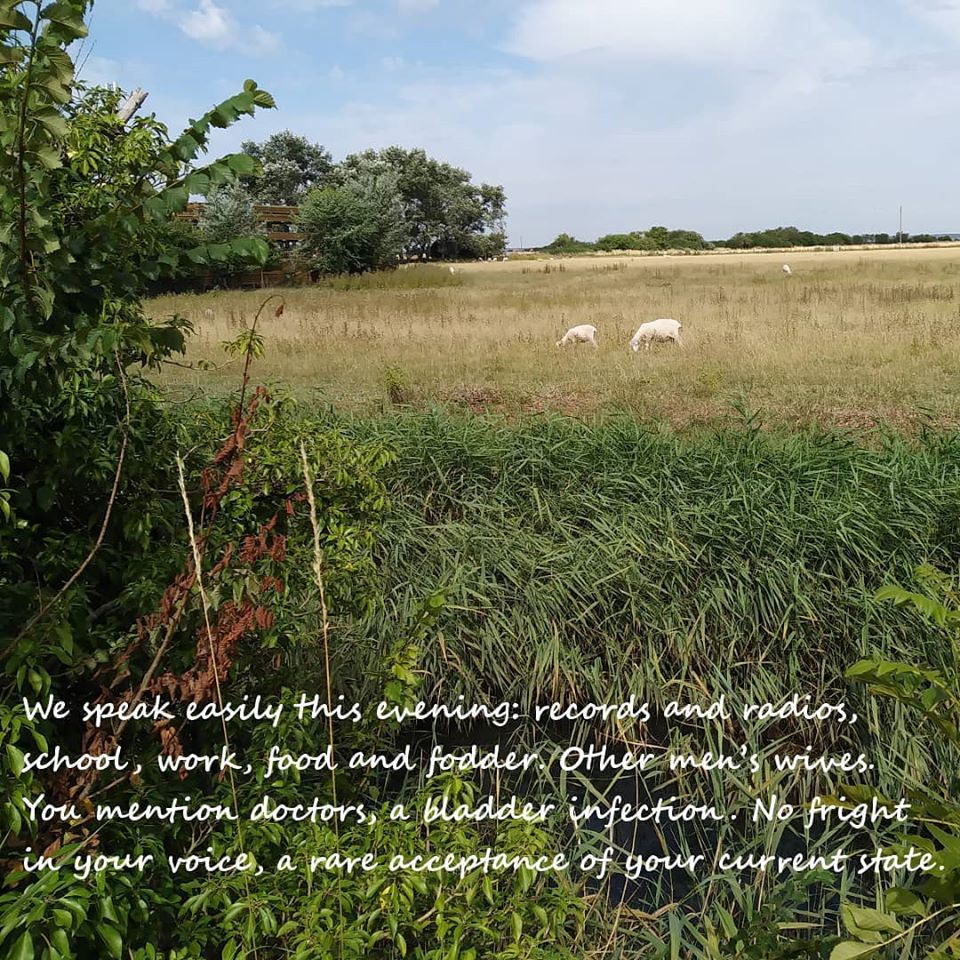 We speak easily this evening: records and radios,
school, work, food and fodder. Other men's wives.
You mention doctors, a bladder infection. No fright
in your voice, a rare acceptance of your current state.